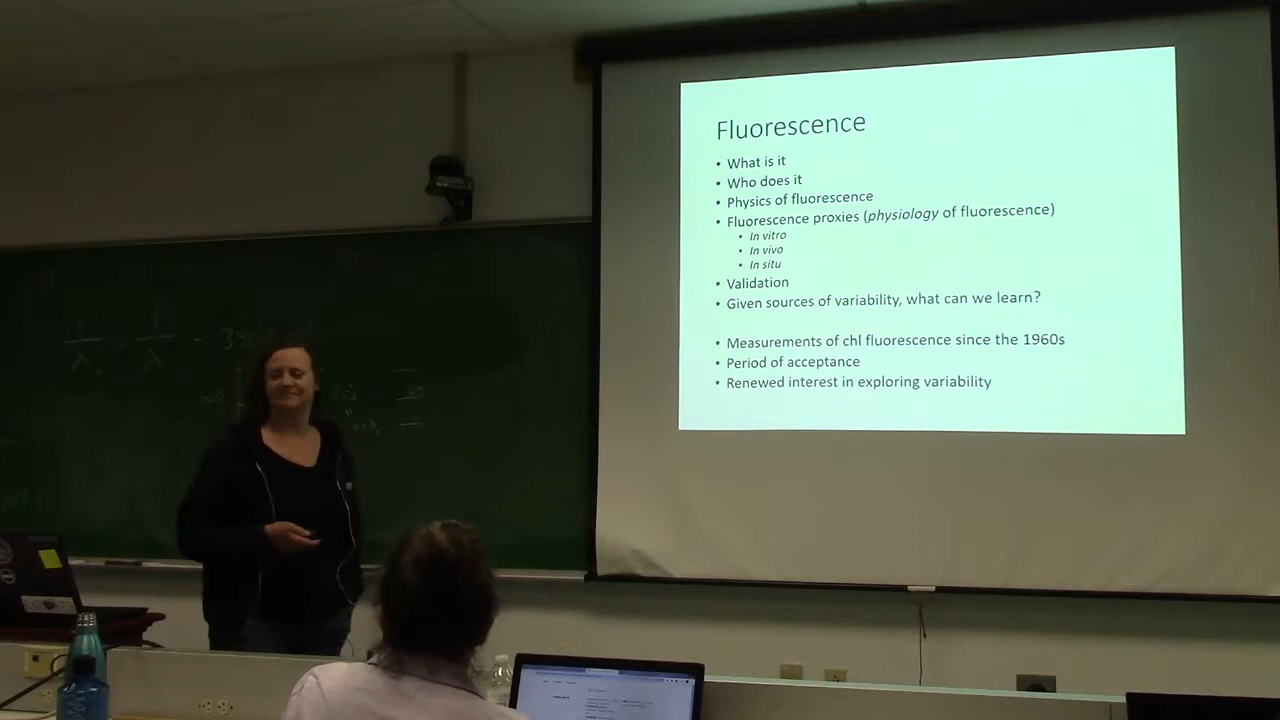 Fluorescence
• What is it
• Who does it
• Physics of fluorescence
• Fluorescence proxies (physiology of fluorescence)
• In vitro
• In vivo
• In situ
• Validation
• Given sources of variability, what can we learn?
• Measurements of chl fluorescence since the 1960s
• Period of acceptance
• Renewed interest in exploring variability